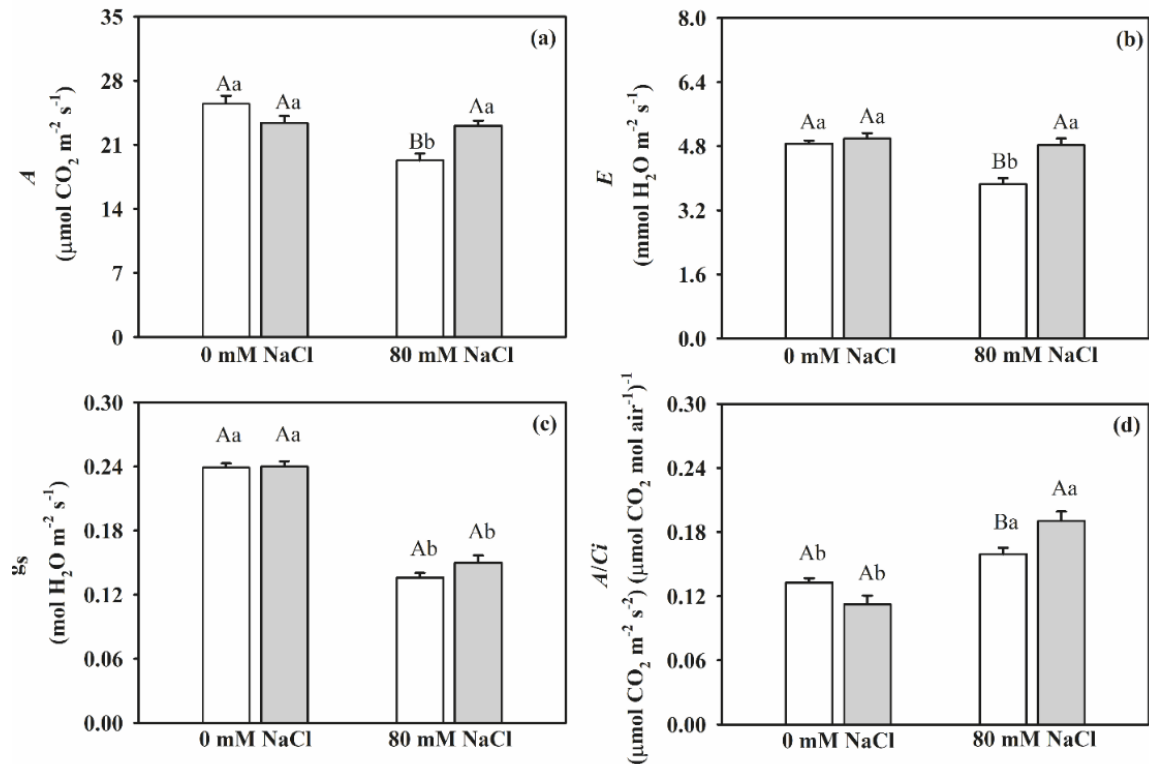 (a)
35
28
21
14
7
0
A
(μmol CO₂ m⁻² s⁻¹)
Aa
Aa
Bb
Aa
0 mM NaCl
80 mM NaCl
(b)
8.0
6.4
4.8
3.2
1.6
0.0
E
(mmol H₂O m⁻² s⁻¹)
Aa
Aa
Bb
Aa
0 mM NaCl
80 mM NaCl
(c)
0.30
0.24
0.18
0.12
0.06
0.00
gs
(mol H₂O m⁻² s⁻¹)
Aa
Aa
Ab
Ab
0 mM NaCl
80 mM NaCl
(d)
0.30
0.24
0.18
0.12
0.06
0.00
A/Ci
(μmol CO₂ m⁻² s⁻²) (μmol CO₂ mol air⁻¹)⁻¹
Ab
Ab
Ba
Aa
0 mM NaCl
80 mM NaCl